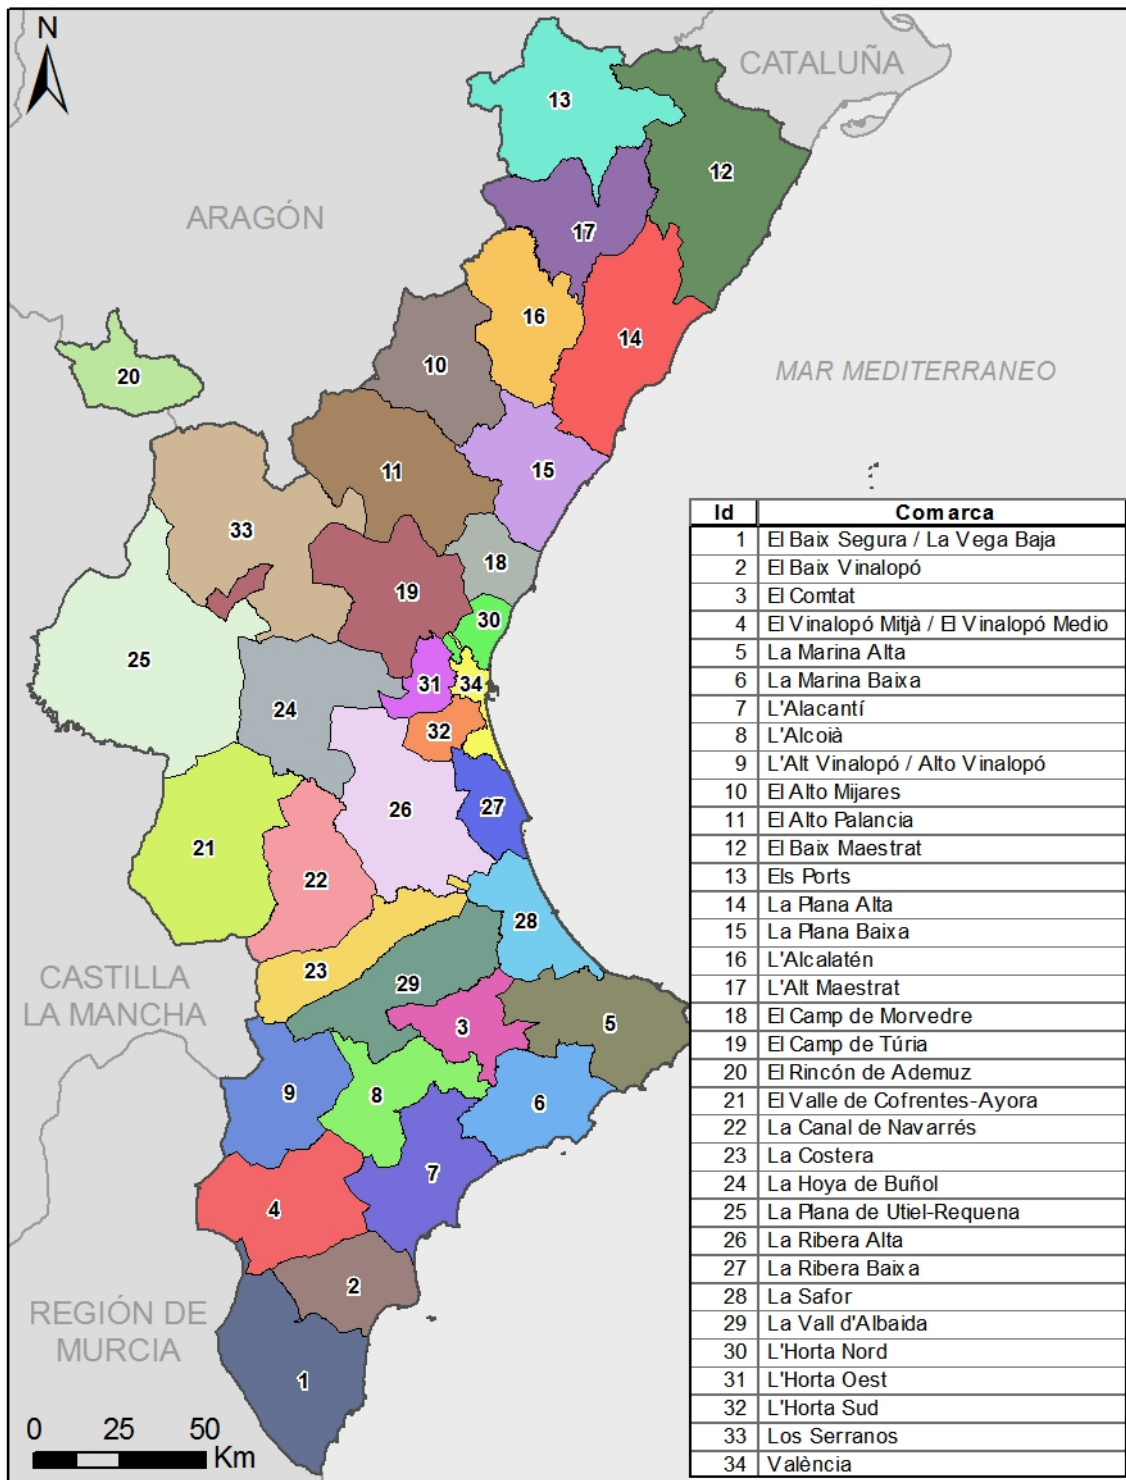 N
CATALUÑA
13
12
ARAGÓN
17
16
14
10
20
MAR MEDITERRANEO
11
15
33
18
19
30
25
31
34
24
32
26
27
21
22
28
CASTILLA
LA MANCHA
23
29
3
5
9
8
6
7
4
2
REGIÓN DE
MURCIA
1
0 25 50
Km
Id Comarca
1 El Baix Segura / La Vega Baja
2 El Baix Vinalopó
3 El Comtat
4 El Vinalopó Mitjà / El Vinalopó Medio
5 La Marina Alta
6 La Marina Baixa
7 L'Alacantí
8 L'Alcoià
9 L'Alt Vinalopó / Alto Vinalopó
10 El Alto Mijares
11 El Alto Palancia
12 El Baix Maestrat
13 Els Ports
14 La Plana Alta
15 La Plana Baixa
16 L'Alcalatén
17 L'Alt Maestrat
18 El Camp de Morvedre
19 El Camp de Túria
20 El Rincón de Ademuz
21 El Valle de Cofrentes-Ayora
22 La Canal de Navarrés
23 La Costera
24 La Hoya de Buñol
25 La Plana de Utiel-Requena
26 La Ribera Alta
27 La Ribera Baixa
28 La Safor
29 La Vall d'Albaida
30 L'Horta Nord
31 L'Horta Oest
32 L'Horta Sud
33 Los Serranos
34 València